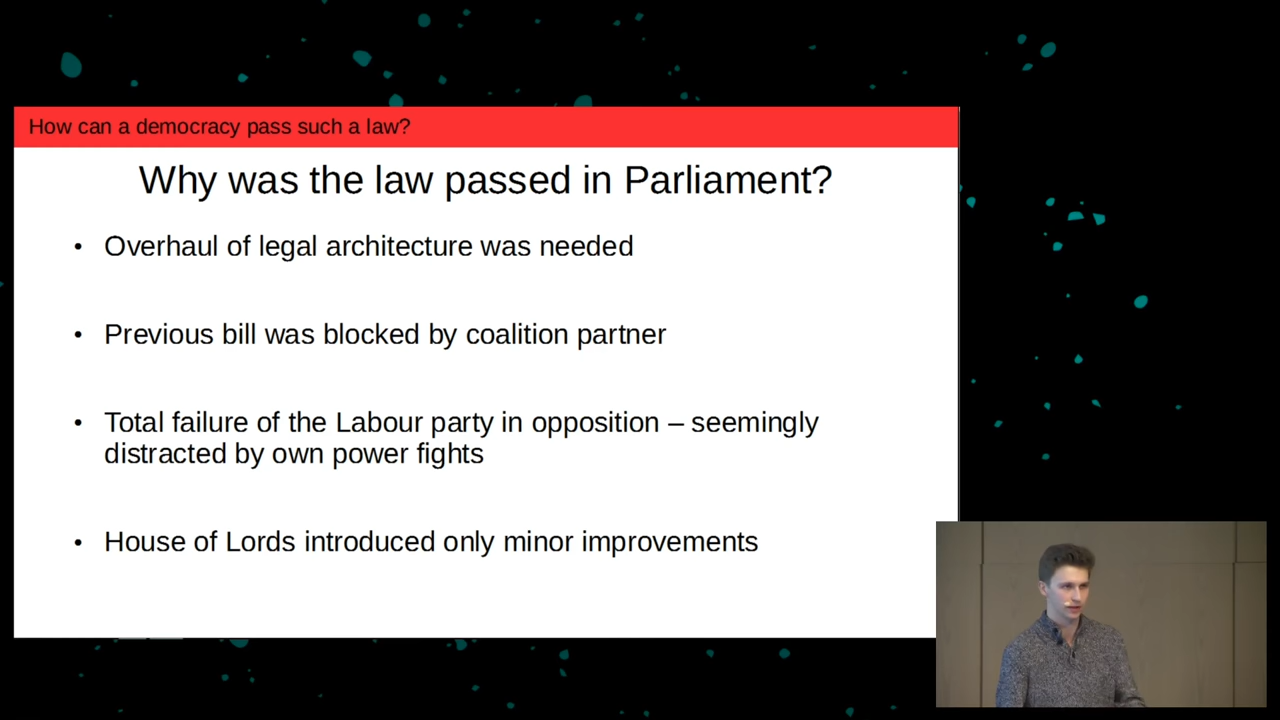 How can a democracy pass such a law?
Why was the law passed in Parliament?
• Overhaul of legal architecture was needed
• Previous bill was blocked by coalition partner
• Total failure of the Labour party in opposition – seemingly
distracted by own power fights
• House of Lords introduced only minor improvements